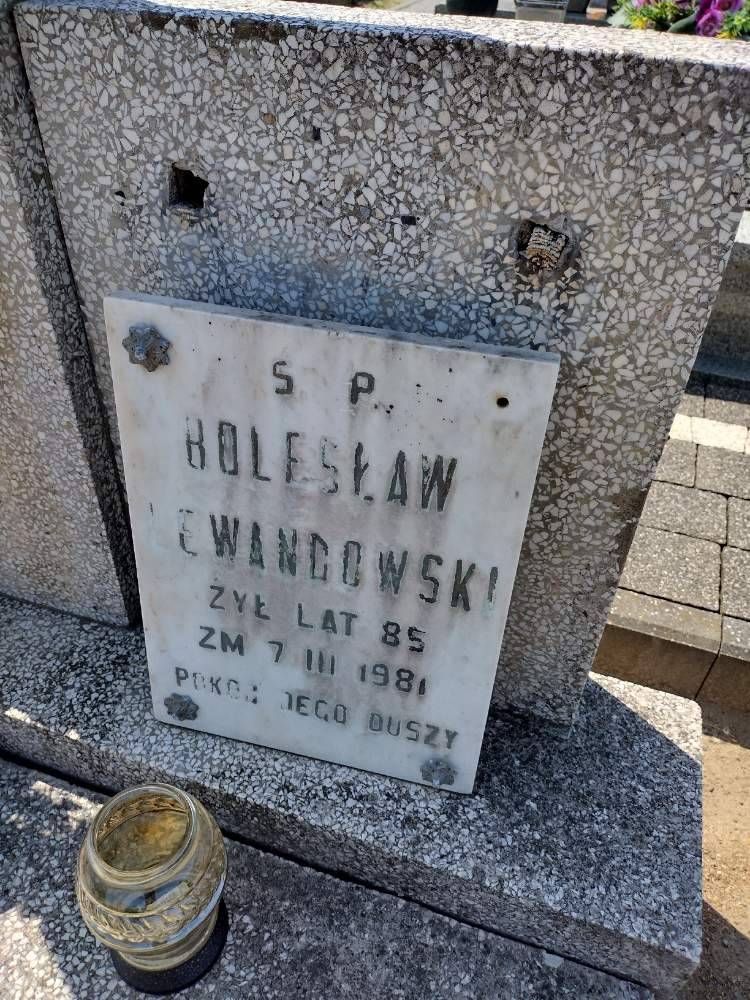 S P.
BOLESŁAW
LEWANDOWSKI
ŻYŁ LAT 85
ZM 7 III 1981
POKÓJ JEGO DUSZY